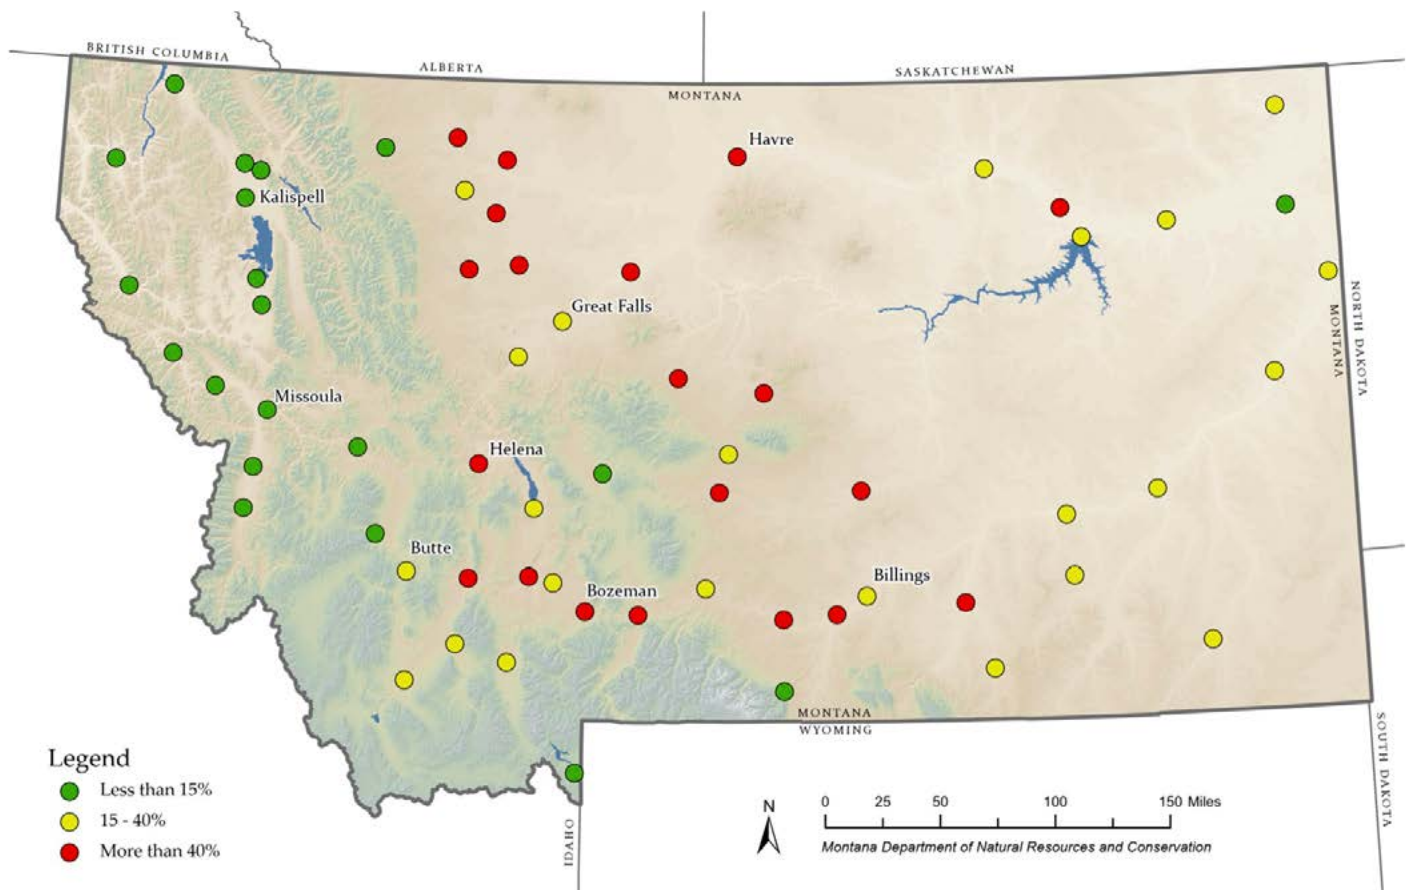 BRITISH COLUMBIA
ALBERTA
SASKATCHEWAN
MONTANA
Havre
Kalispell
Great Falls
NORTH DAKOTA
MONTANA
Missoula
Helena
Butte
Bozeman
Billings
MONTANA
WYOMING
SOUTH DAKOTA
IDAHO
Legend
Less than 15%
15 - 40%
More than 40%
N
0 25 50 100 150 Miles
Montana Department of Natural Resources and Conservation